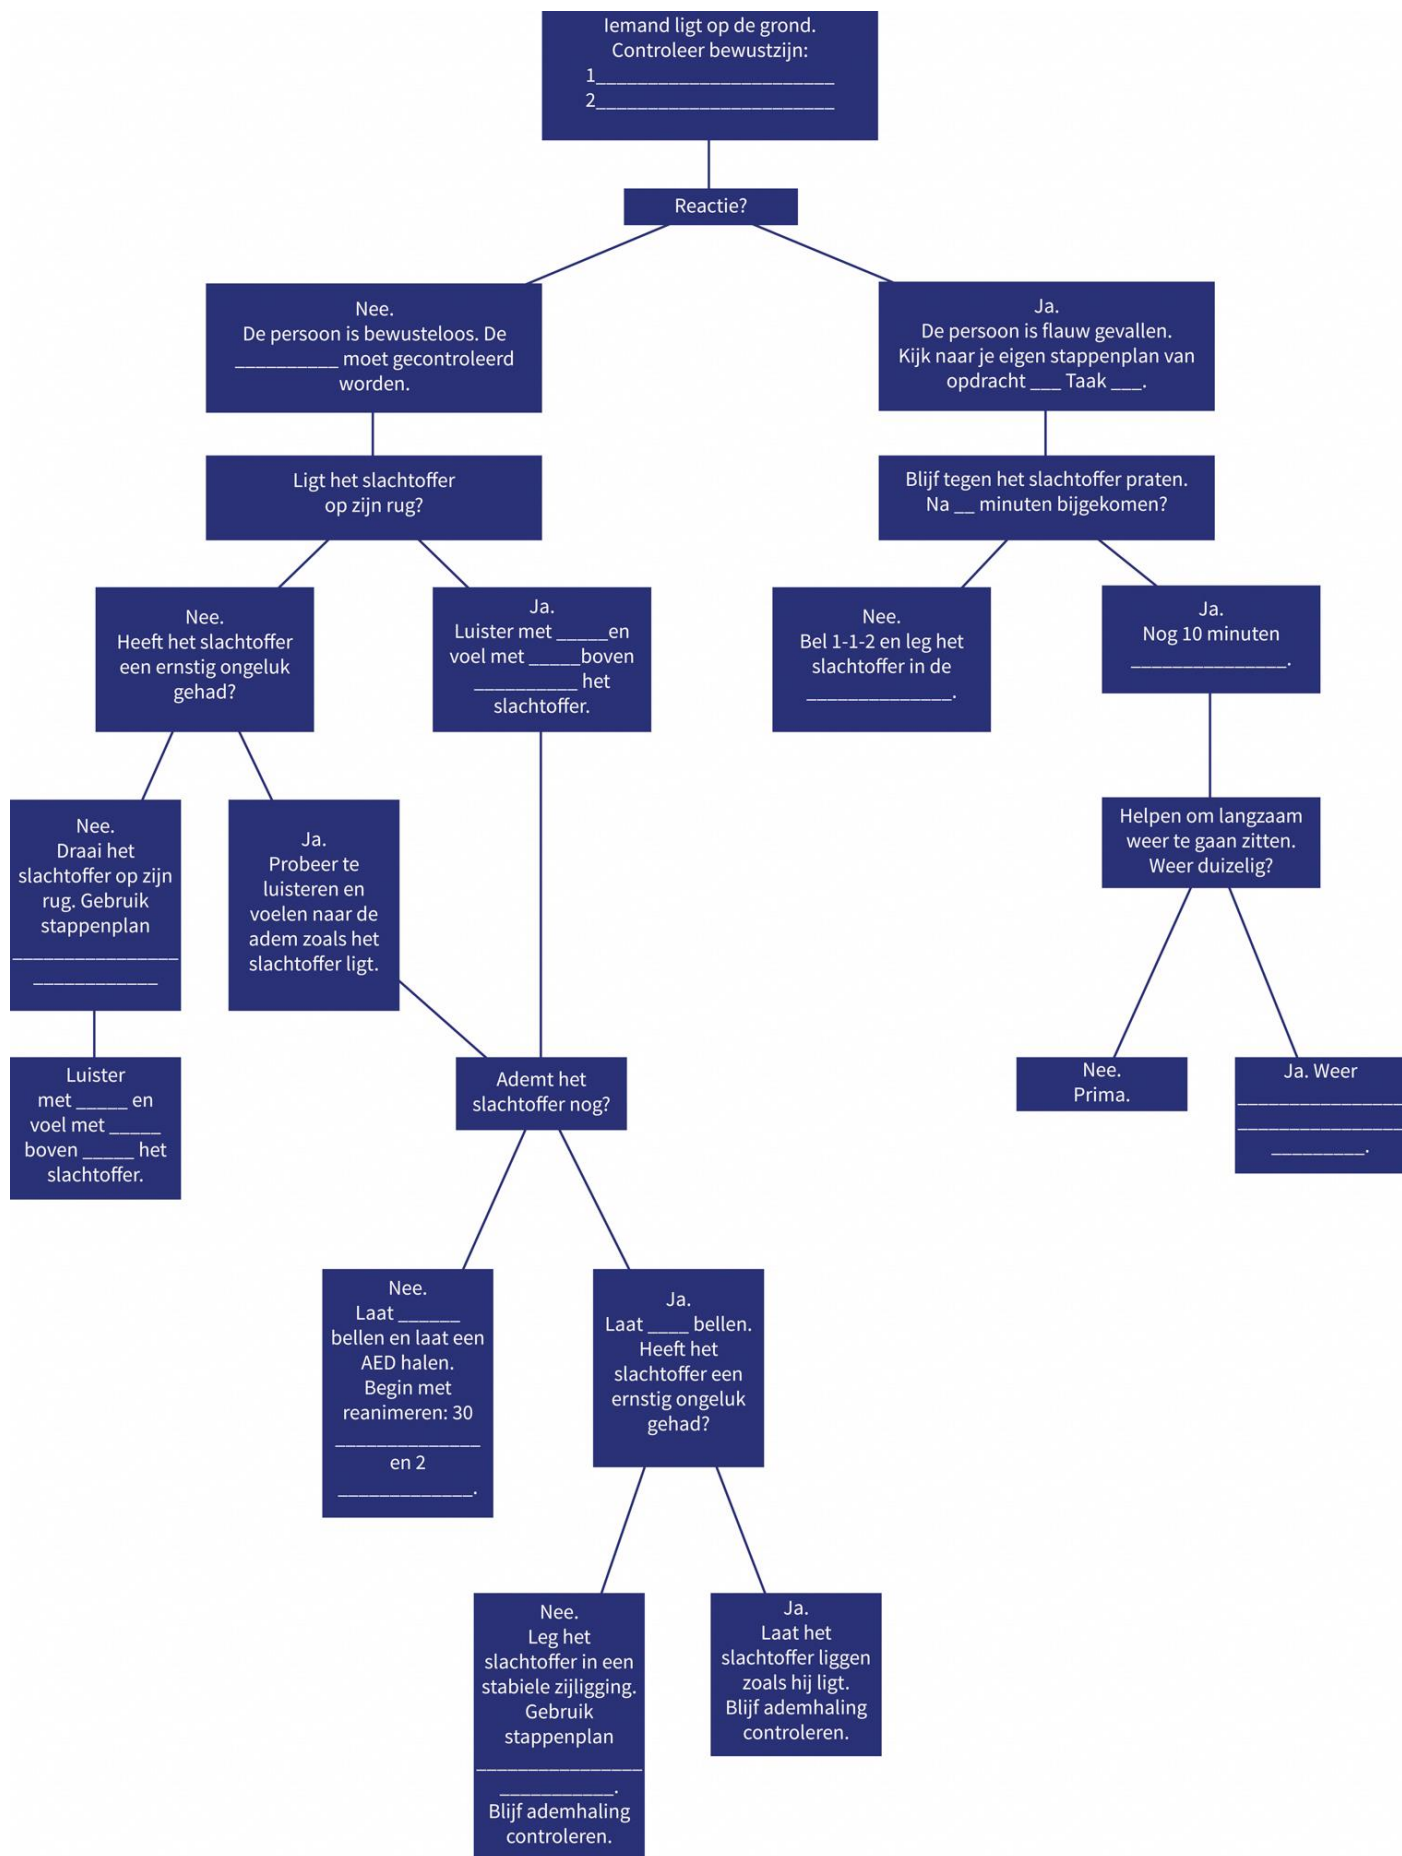 Iemand ligt op de grond.
Controleer bewustzijn:
1_______________________
2_______________________
Reactie?
Nee.
De persoon is bewusteloos. De
__________ moet gecontroleerd
worden.
Ja.
De persoon is flauw gevallen.
Kijk naar je eigen stappenplan van
opdracht ___ Taak ___.
Ligt het slachtoffer
op zijn rug?
Blijf tegen het slachtoffer praten.
Na __ minuten bijgekomen?
Nee.
Heeft het slachtoffer
een ernstig ongeluk
gehad?
Ja.
Luister met _____en
voel met _____boven
__________ het
slachtoffer.
Nee.
Bel 1-1-2 en leg het
slachtoffer in de
______________.
Ja.
Nog 10 minuten
_______________.
Nee.
Draai het
slachtoffer op zijn
rug. Gebruik
stappenplan
________________
____________
Ja.
Probeer te
luisteren en
voelen naar de
adem zoals het
slachtoffer ligt.
Helpen om langzaam
weer te gaan zitten.
Weer duizelig?
Luister
met _____ en
voel met _____
boven _____ het
slachtoffer.
Ademt het
slachtoffer nog?
Nee.
Prima.
Ja. Weer
________________
________________
_________.
Nee.
Laat ______
bellen en laat een
AED halen.
Begin met
reanimeren: 30
______________
en 2
_____________.
Ja.
Laat ____ bellen.
Heeft het
slachtoffer een
ernstig ongeluk
gehad?
Nee.
Leg het
slachtoffer in een
stabiele zijligging.
Gebruik
stappenplan
________________
___________.
Blijf ademhaling
controleren.
Ja.
Laat het
slachtoffer liggen
zoals hij ligt.
Blijf ademhaling
controleren.